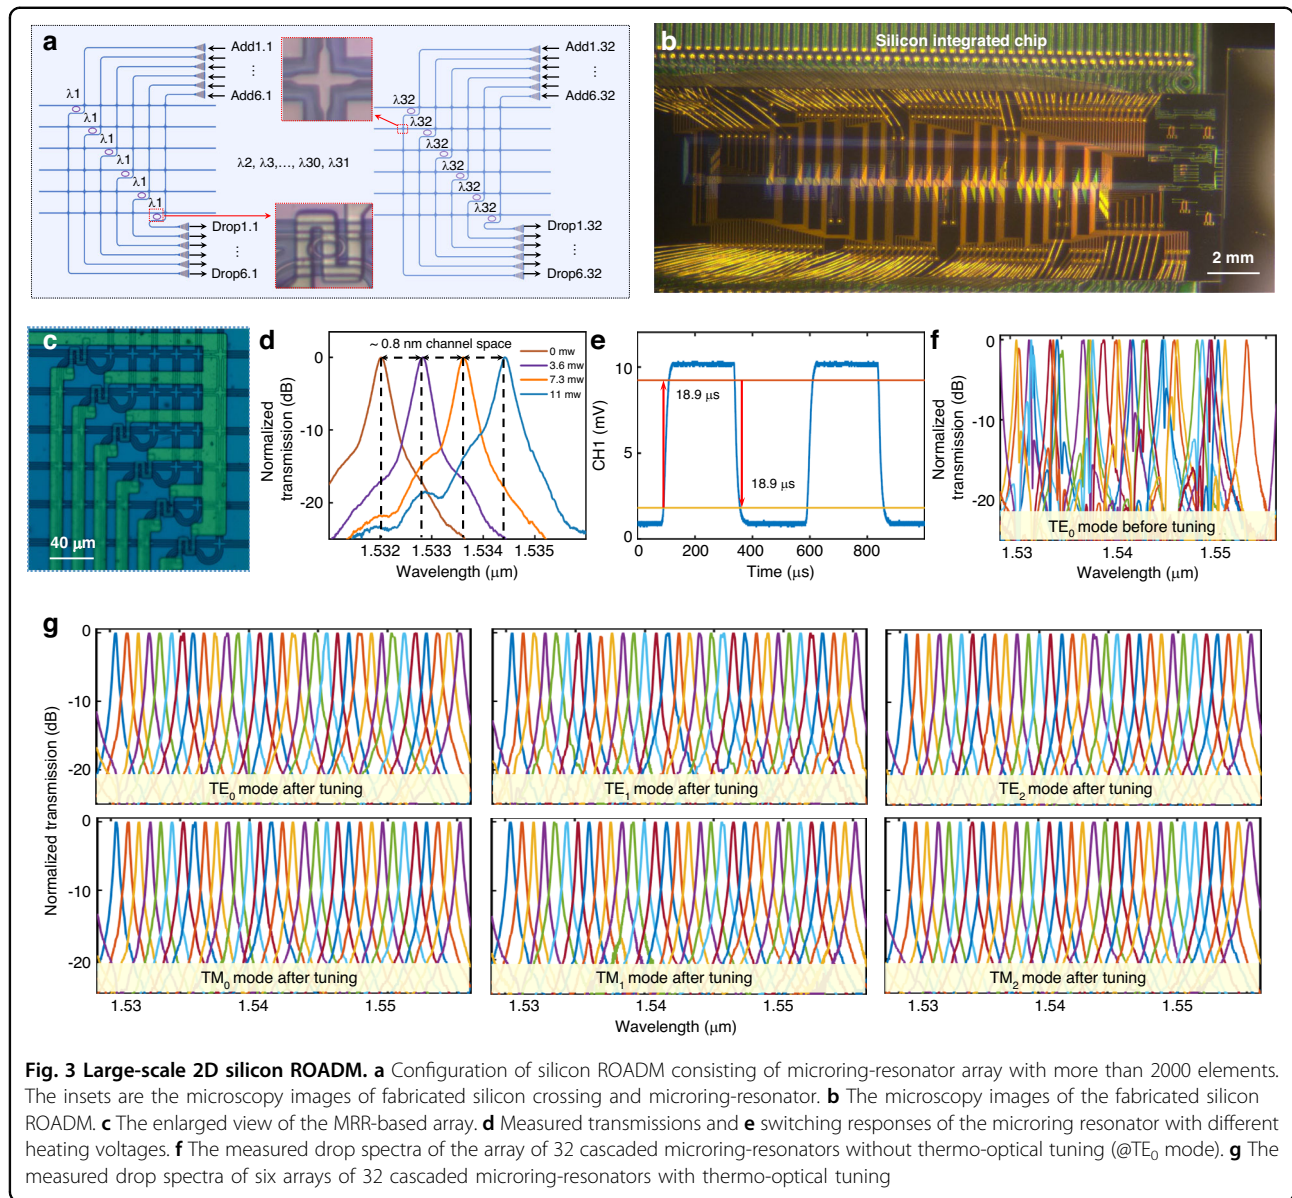 a
Add1.1
⋮
Add6.1
λ1
λ1
λ1
λ1
λ1
λ1
Drop1.1
⋮
Drop6.1
λ2, λ3,..., λ30, λ31
Add1.32
⋮
Add6.32
λ32
λ32
λ32
λ32
λ32
λ32
Drop1.32
⋮
Drop6.32
b
Silicon integrated chip
2 mm
c
40 μm
d
~ 0.8 nm channel space
0 mw
3.6 mw
7.3 mw
11 mw
Normalized
transmission (dB)
0
-10
-20
1.532 1.533 1.534 1.535
Wavelength (μm)
e
CH1 (mV)
10
5
0
18.9 μs
18.9 μs
0 200 400 600 800
Time (μs)
f
Normalized
transmission (dB)
0
-10
-20
TE0 mode before tuning
1.53 1.54 1.55
Wavelength (μm)
g
Normalized transmission (dB)
0
-10
-20
TE0 mode after tuning
TE1 mode after tuning
TE2 mode after tuning
0
-10
-20
TM0 mode after tuning
TM1 mode after tuning
TM2 mode after tuning
1.53 1.54 1.55
1.53 1.54 1.55
1.53 1.54 1.55
Wavelength (μm)
Fig. 3 Large-scale 2D silicon ROADM. a Configuration of silicon ROADM consisting of microring-resonator array with more than 2000 elements.
The insets are the microscopy images of fabricated silicon crossing and microring-resonator. b The microscopy images of the fabricated silicon
ROADM. c The enlarged view of the MRR-based array. d Measured transmissions and e switching responses of the microring resonator with different
heating voltages. f The measured drop spectra of the array of 32 cascaded microring-resonators without thermo-optical tuning (@TE0 mode). g The
measured drop spectra of six arrays of 32 cascaded microring-resonators with thermo-optical tuning